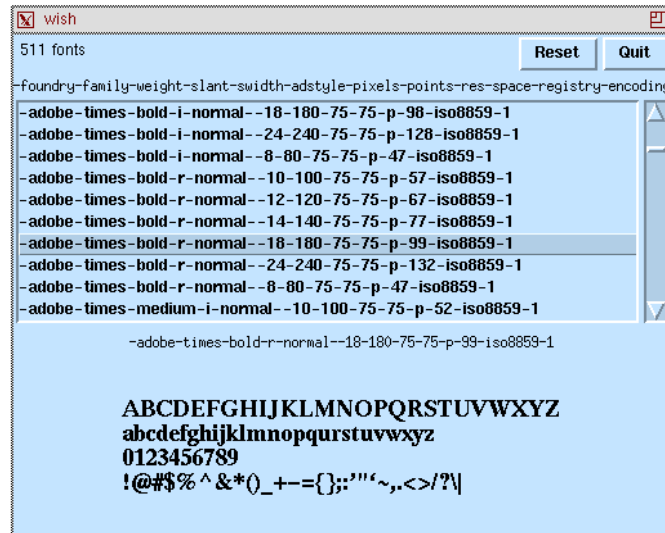 wish
511 fonts
Reset
Quit
-foundry-family-weight-slant-swidth-adstyle-pixels-points-res-space-registry-encoding
-adobe-times-bold-i-normal--18-180-75-75-p-98-iso8859-1
-adobe-times-bold-i-normal--24-240-75-75-p-128-iso8859-1
-adobe-times-bold-i-normal--8-80-75-75-p-47-iso8859-1
-adobe-times-bold-r-normal--10-100-75-75-p-57-iso8859-1
-adobe-times-bold-r-normal--12-120-75-75-p-67-iso8859-1
-adobe-times-bold-r-normal--14-140-75-75-p-77-iso8859-1
-adobe-times-bold-r-normal--18-180-75-75-p-99-iso8859-1
-adobe-times-bold-r-normal--24-240-75-75-p-132-iso8859-1
-adobe-times-bold-r-normal--8-80-75-75-p-47-iso8859-1
-adobe-times-medium-i-normal--10-100-75-75-p-52-iso8859-1
-adobe-times-bold-r-normal--18-180-75-75-p-99-iso8859-1
ABCDEFGHIJKLMNOPQRSTUVWXYZ
abcdefghijklmnopqurstuvwxyz
0123456789
!@#$%^&*()_+-={};:'"‘~,.<>/?\|